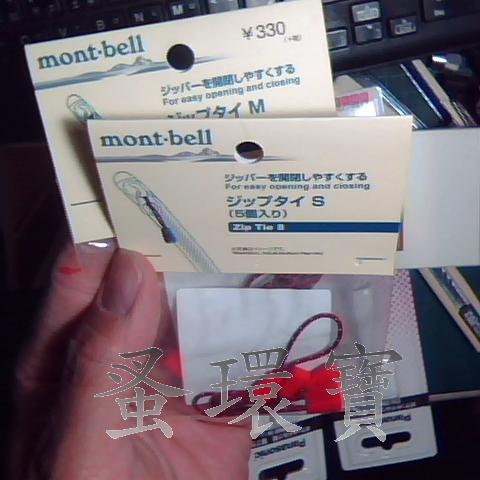 mont-bell
¥330
ジッパーを開閉しやすくする
For easy opening and closing
ジップタイ M
mont-bell
ジッパーを開閉しやすくする
For easy opening and closing
ジップタイ S
(5個入り)
Zip Tie S
蚤環寶
Panasonic
Panasonic